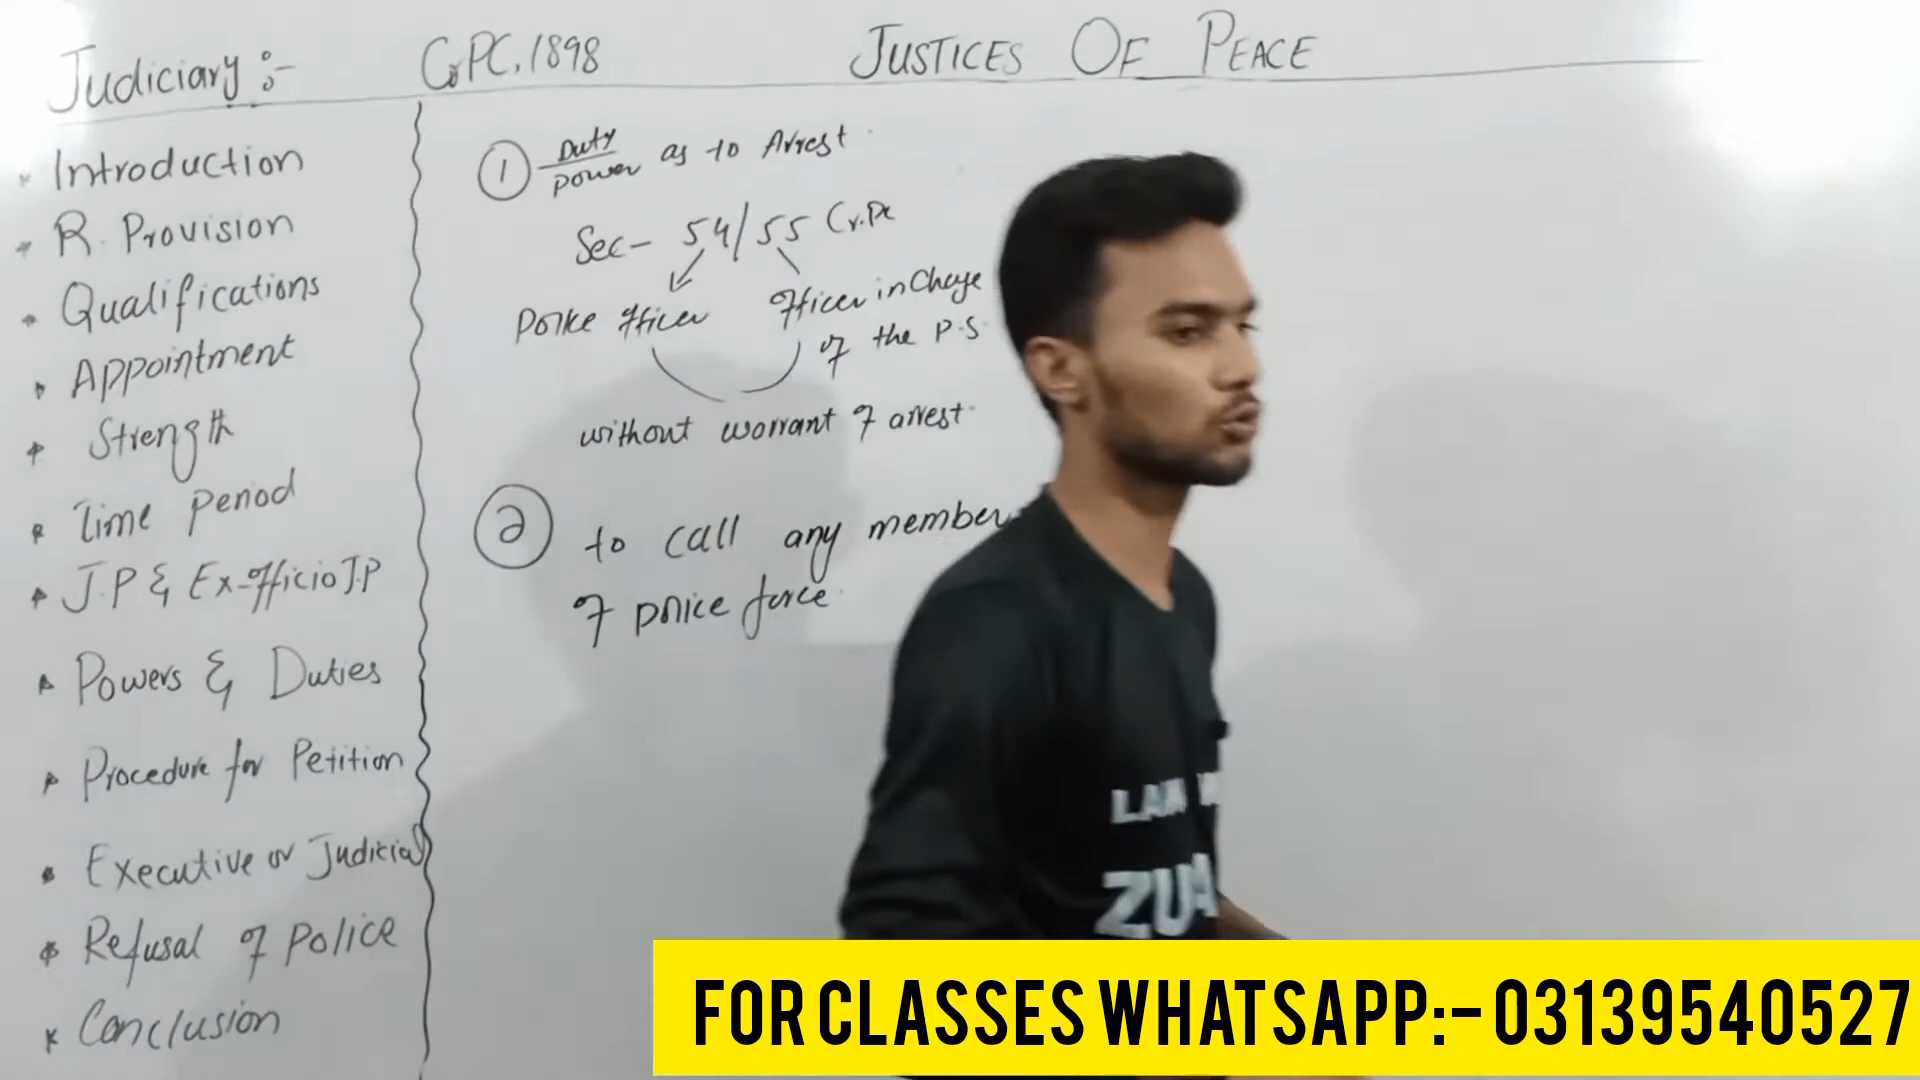 Judiciary :-
CrPC, 1898
JUSTICES OF PEACE
Introduction
R. Provision
Qualifications
Appointment
Strength
Time period
J.P & Ex-officio J.P
Powers & Duties
Procedure for Petition
Executive or Judicial
Refusal of police
Conclusion
1 Duty
power as to Arrest
Sec- 54/55 Cr.Pc
Police officer
officer in Charge
of the P.S
without warrant of arrest
2 to call any member
of police force
LAW
ZU
FOR CLASSES WHATSAPP:- 03139540527